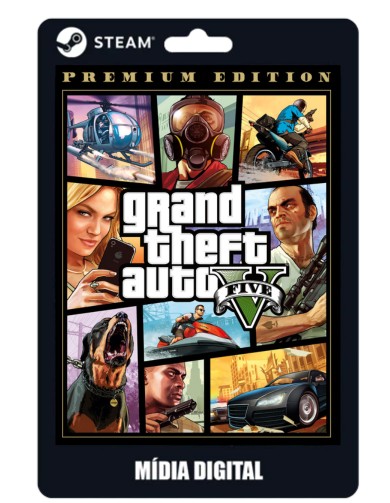 STEAM®
PREMIUM EDITION
grand
theft
auto
V
FIVE
MÍDIA DIGITAL